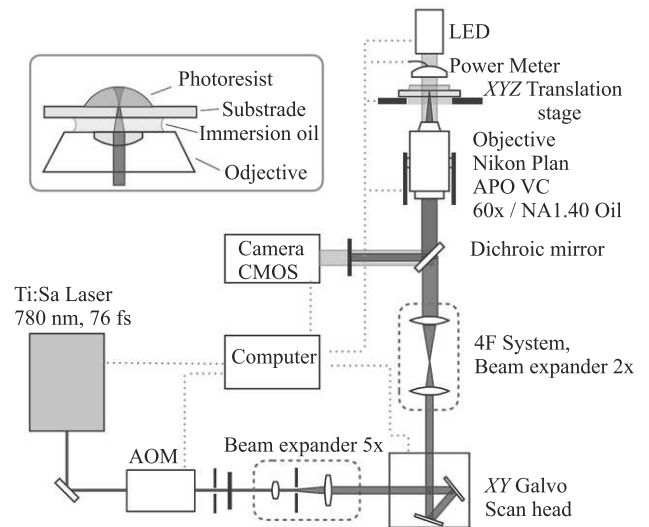 LED
Power Meter
XYZ Translation
stage
Photoresist
Substrade
Immersion oil
Odjective
Objective
Nikon Plan
APO VC
60x / NA1.40 Oil
Camera
CMOS
Dichroic mirror
Ti:Sa Laser
780 nm, 76 fs
Computer
4F System,
Beam expander 2x
AOM
Beam expander 5x
XY Galvo
Scan head